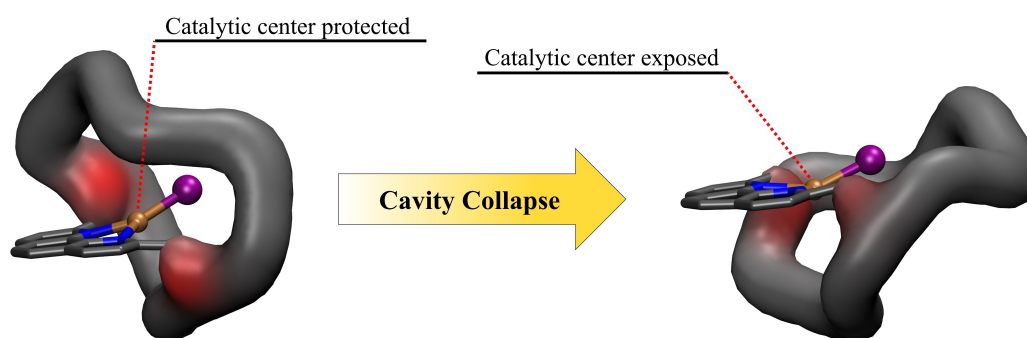 Catalytic center protected
Catalytic center exposed
Cavity Collapse